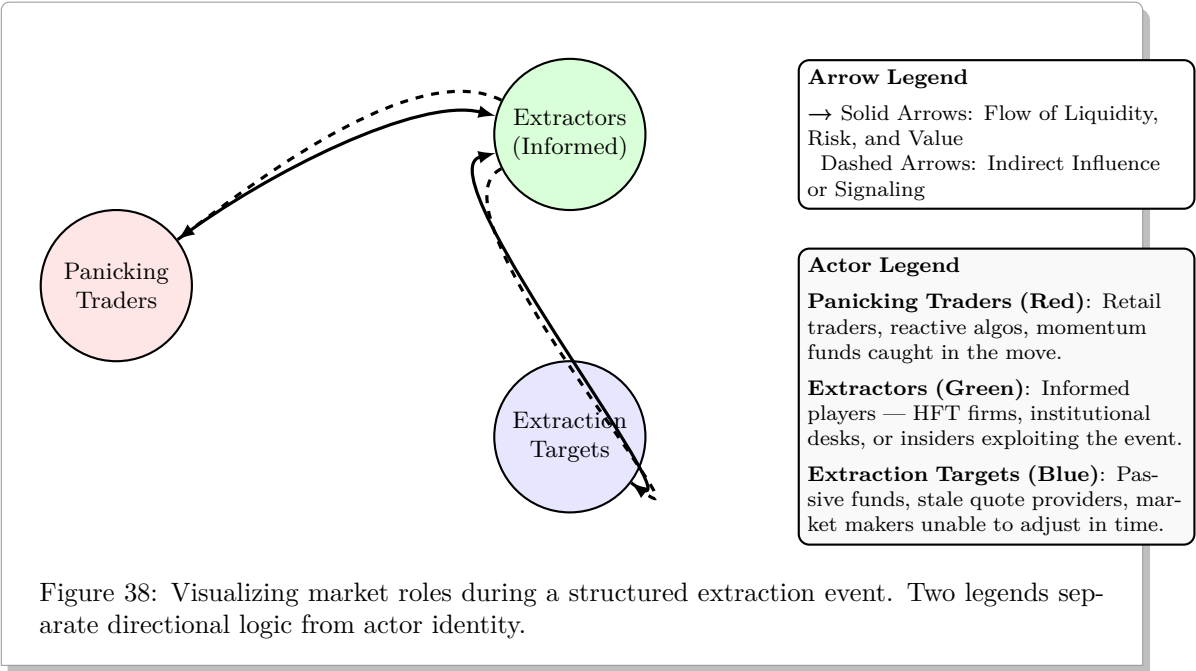 Extractors
(Informed)
Panicking
Traders
Extraction
Targets
Arrow Legend
→ Solid Arrows: Flow of Liquidity,
Risk, and Value
Dashed Arrows: Indirect Influence
or Signaling
Actor Legend
Panicking Traders (Red): Retail
traders, reactive algos, momentum
funds caught in the move.
Extractors (Green): Informed
players — HFT firms, institutional
desks, or insiders exploiting the event.
Extraction Targets (Blue): Pas-
sive funds, stale quote providers, mar-
ket makers unable to adjust in time.
Figure 38: Visualizing market roles during a structured extraction event. Two legends sep-
arate directional logic from actor identity.